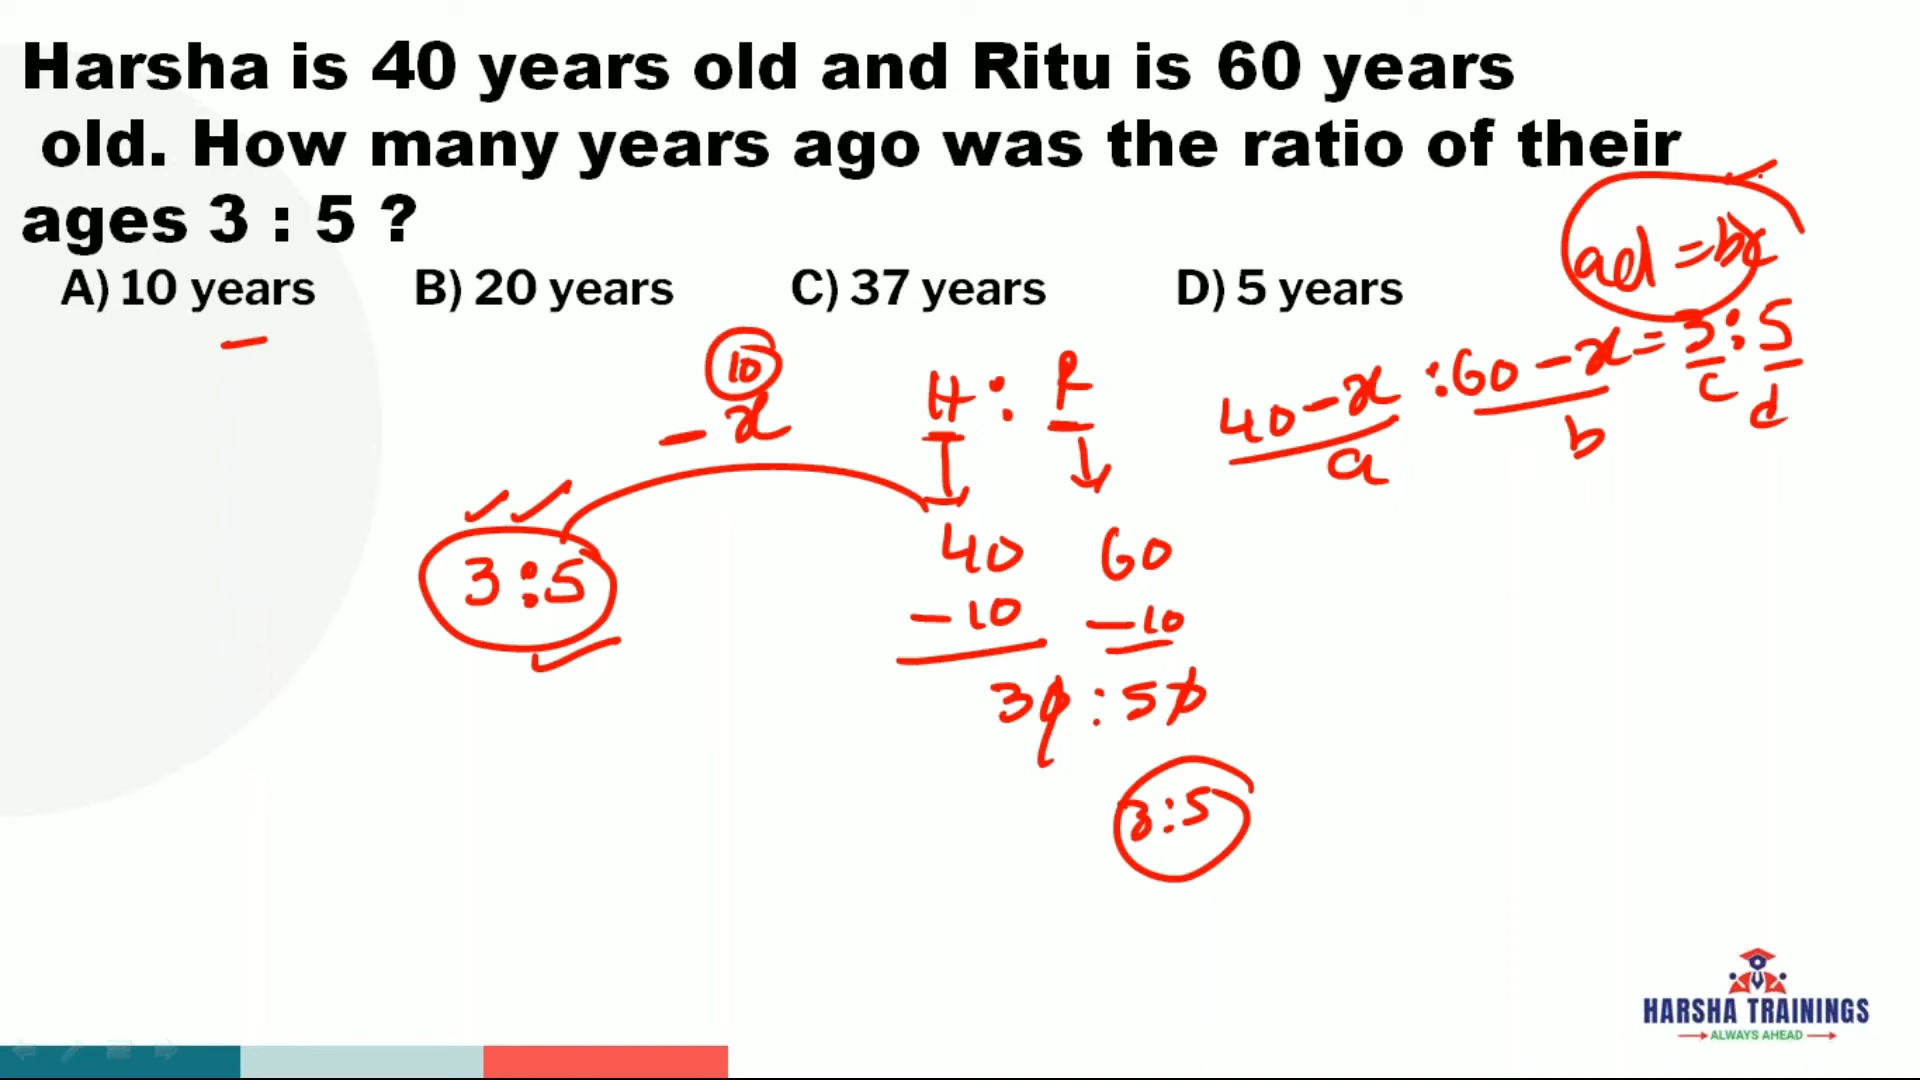 Harsha is 40 years old and Ritu is 60 years
old. How many years ago was the ratio of their
ages 3 : 5 ?
A) 10 years B) 20 years C) 37 years D) 5 years
ad = bc
40 - x : 60 - x = 3 : 5
a b c d
10
- x
H : R
3 : 5
40 60
- 10 - 10
30 : 50
3 : 5
HARSHA TRAININGS
ALWAYS AHEAD